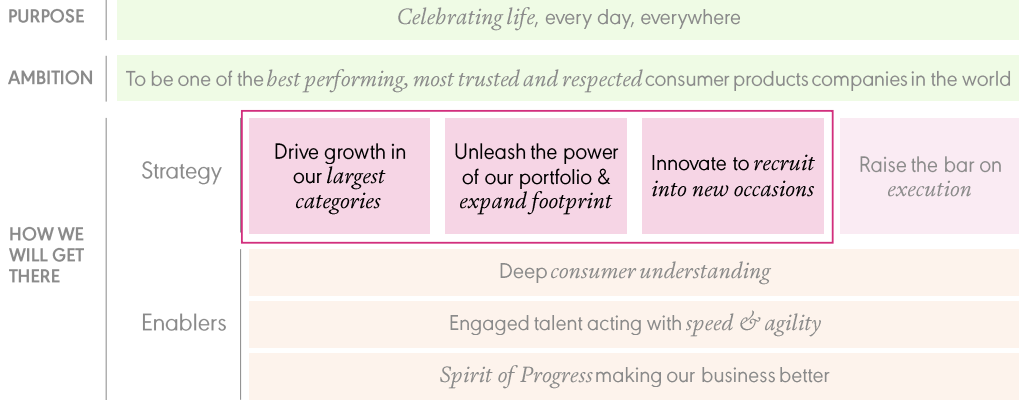 PURPOSE
Celebrating life, every day, everywhere
AMBITION
To be one of the best performing, most trusted and respected consumer products companies in the world
HOW WE
WILL GET
THERE
Strategy
Drive growth in
our largest
categories
Unleash the power
of our portfolio &
expand footprint
Innovate to recruit
into new occasions
Raise the bar on
execution
Enablers
Deep consumer understanding
Engaged talent acting with speed & agility
Spirit of Progress making our business better